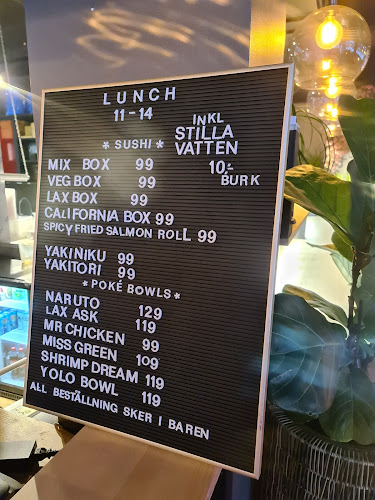 LUNCH
11-14
INKL
STILLA
VATTEN
10:-
BURK
* SUSHI *
MIX BOX 99
VEG BOX 99
LAX BOX 99
CALIFORNIA BOX 99
SPICY FRIED SALMON ROLL 99
YAKINIKU 99
YAKITORI 99
* POKÉ BOWLS *
NARUTO 129
LAX ASK 119
MR CHICKEN 99
MISS GREEN 109
SHRIMP DREAM 119
YOLO BOWL 119
ALL BESTÄLLNING SKER I BAREN